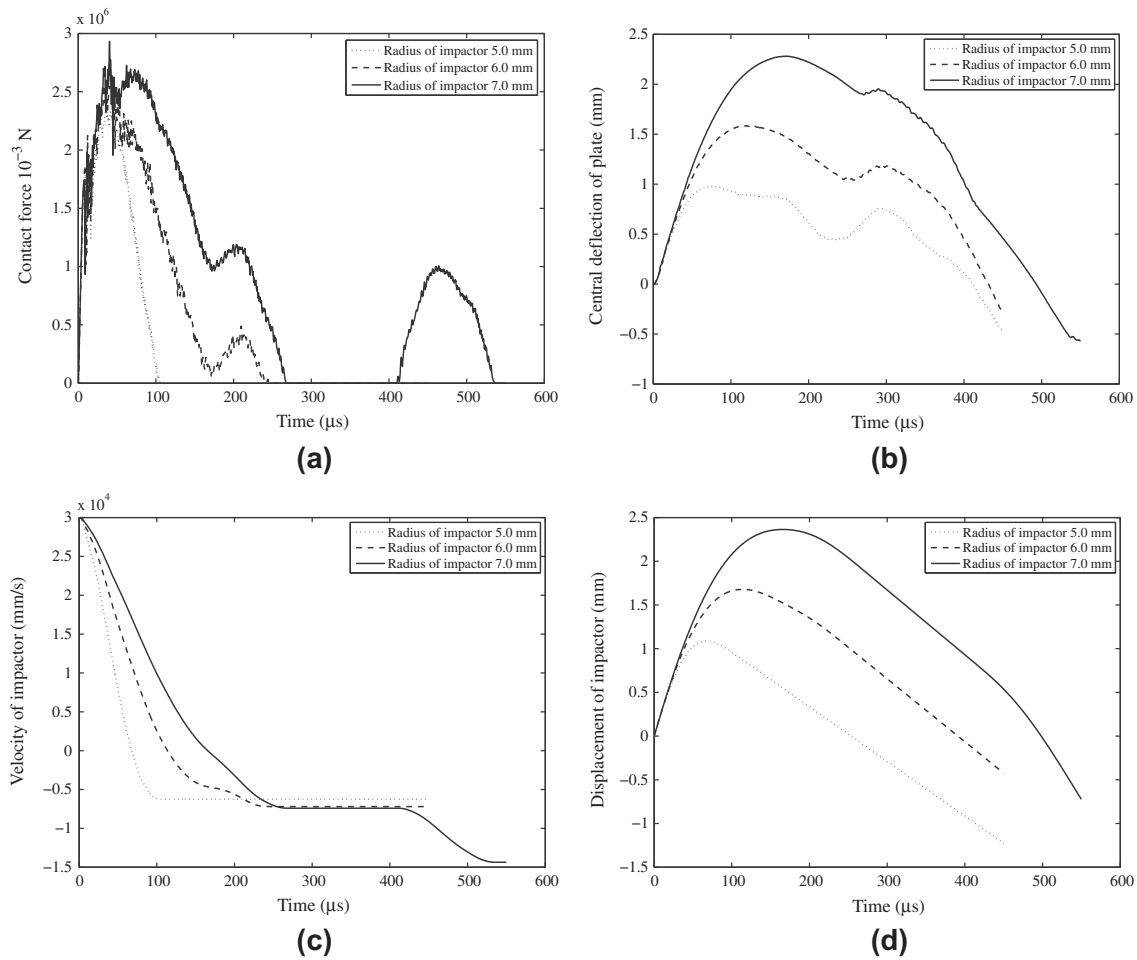 x 10⁶
3
2.5
2
1.5
1
0.5
0
0 100 200 300 400 500 600
Contact force 10⁻³ N
Time (μs)
Radius of impactor 5.0 mm
Radius of impactor 6.0 mm
Radius of impactor 7.0 mm
(a)
2.5
2
1.5
1
0.5
0
−0.5
−1
0 100 200 300 400 500 600
Central deflection of plate (mm)
Time (μs)
Radius of impactor 5.0 mm
Radius of impactor 6.0 mm
Radius of impactor 7.0 mm
(b)
x 10⁴
3
2.5
2
1.5
1
0.5
0
−0.5
−1
−1.5
0 100 200 300 400 500 600
Velocity of impactor (mm/s)
Time (μs)
Radius of impactor 5.0 mm
Radius of impactor 6.0 mm
Radius of impactor 7.0 mm
(c)
2.5
2
1.5
1
0.5
0
−0.5
−1
−1.5
0 100 200 300 400 500 600
Displacement of impactor (mm)
Time (μs)
Radius of impactor 5.0 mm
Radius of impactor 6.0 mm
Radius of impactor 7.0 mm
(d)